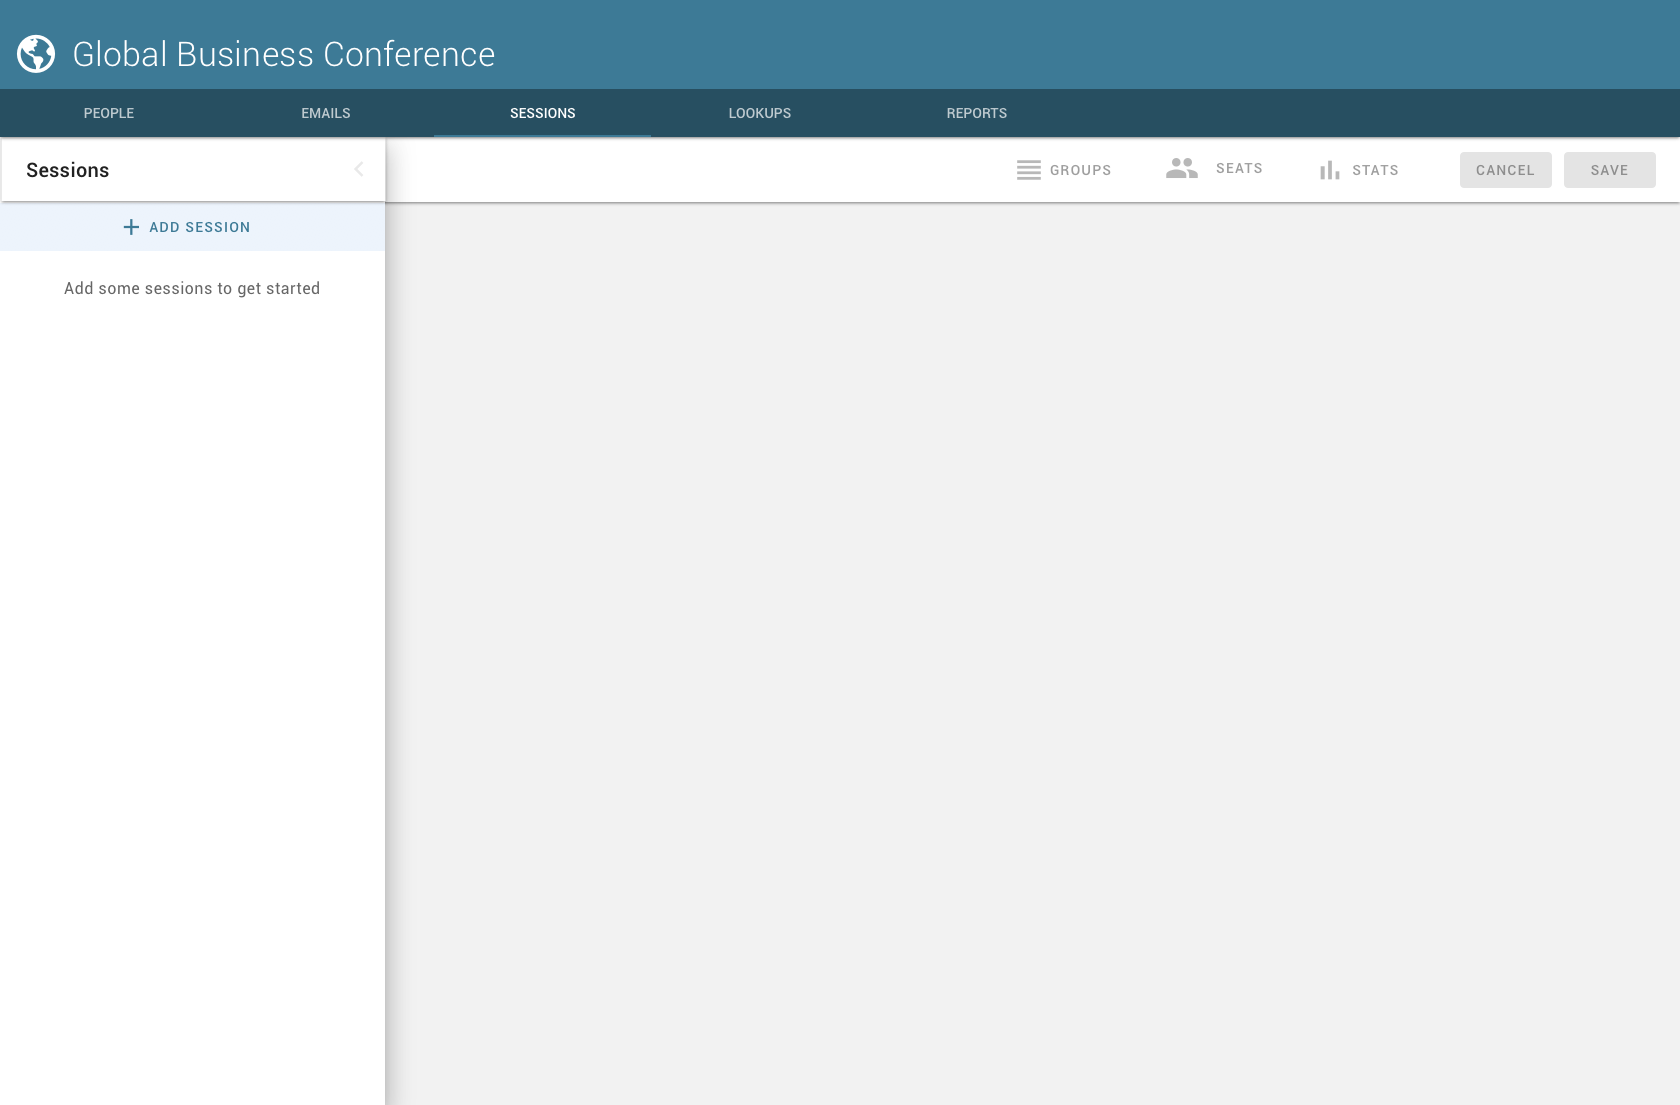 Global Business Conference
PEOPLE EMAILS SESSIONS LOOKUPS REPORTS
Sessions GROUPS SEATS STATS CANCEL SAVE
ADD SESSION
Add some sessions to get started